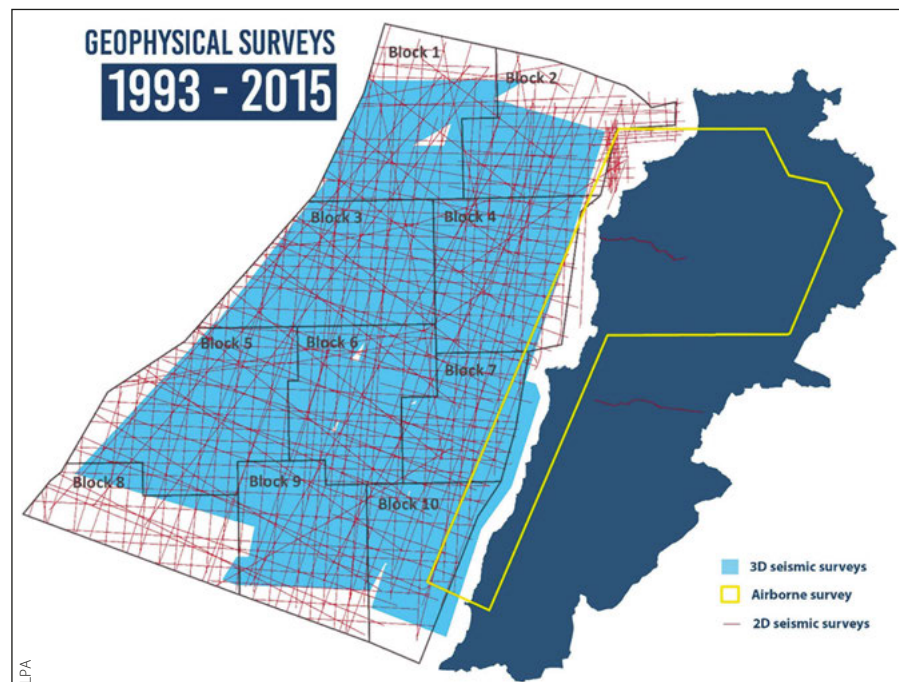 GEOPHYSICAL SURVEYS
1993 - 2015
Block 1
Block 2
Block 3
Block 4
Block 5
Block 6
Block 7
Block 8
Block 9
Block 10
3D seismic surveys
Airborne survey
2D seismic surveys
LPA